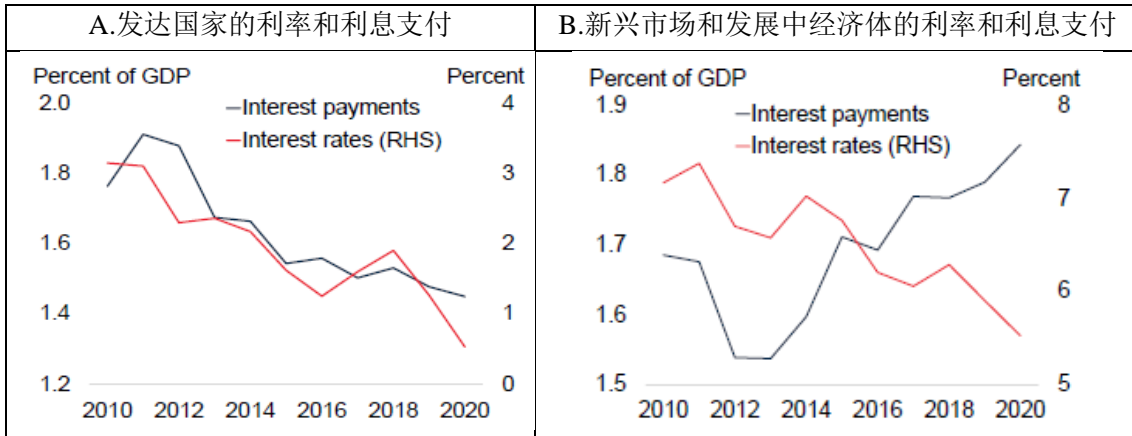 A.发达国家的利率和利息支付
B.新兴市场和发展中经济体的利率和利息支付
Percent of GDP
Percent
2.0
4
Interest payments
Interest rates (RHS)
1.8
3
1.6
2
1.4
1
1.2
0
2010 2012 2014 2016 2018 2020
Percent of GDP
Percent
1.9
8
Interest payments
Interest rates (RHS)
1.8
7
1.7
6
1.6
1.5
5
2010 2012 2014 2016 2018 2020